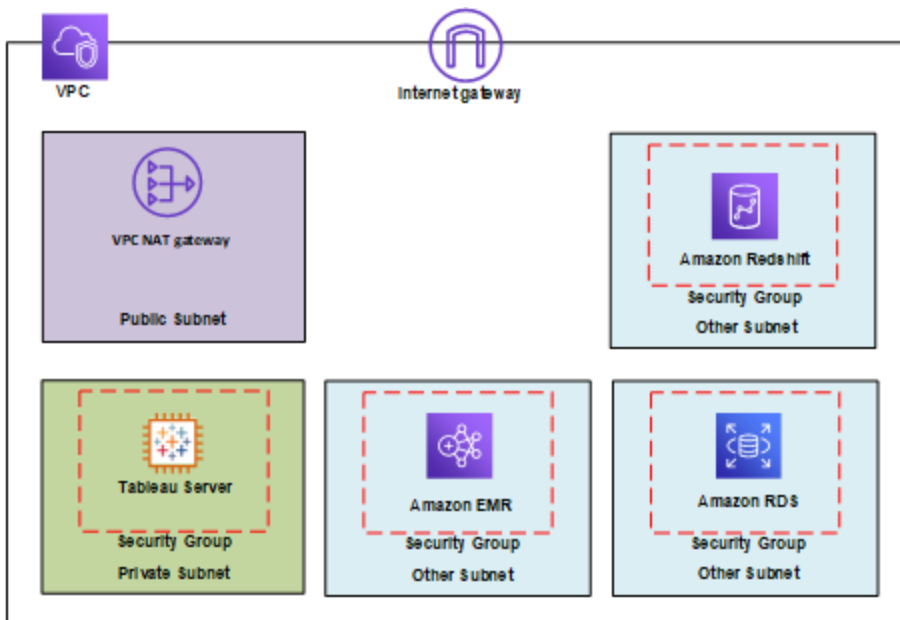 VPC
Internet gateway
VPC NAT gateway
Public Subnet
Amazon Redshift
Security Group
Other Subnet
Tableau Server
Security Group
Private Subnet
Amazon EMR
Security Group
Other Subnet
Amazon RDS
Security Group
Other Subnet